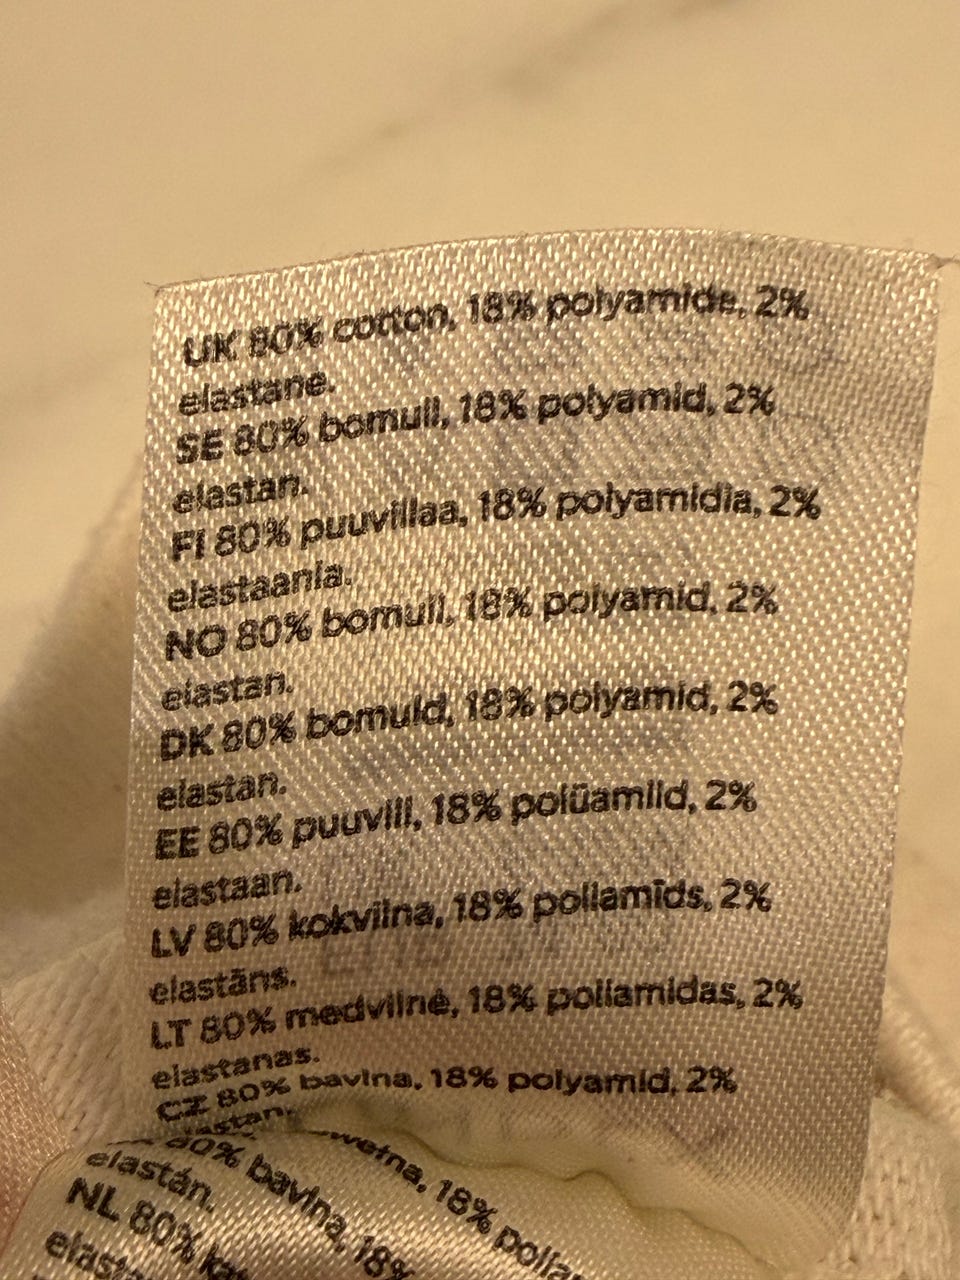 UK 80% cotton, 18% polyamide, 2%
elastane.
SE 80% bomull, 18% polyamid, 2%
elastan.
FI 80% puuvillaa, 18% polyamidia, 2%
elastaania.
NO 80% bomull, 18% polyamid, 2%
elastan.
DK 80% bomuld, 18% polyamid, 2%
elastan.
EE 80% puuvill, 18% polüamiid, 2%
elastaan.
LV 80% kokvilna, 18% poliamīds, 2%
elastāns.
LT 80% medvilnė, 18% poliamidas, 2%
elastanas.
CZ 80% bavlna, 18% polyamid, 2%
80% bavlna, 18%
elastán.
NL 80%